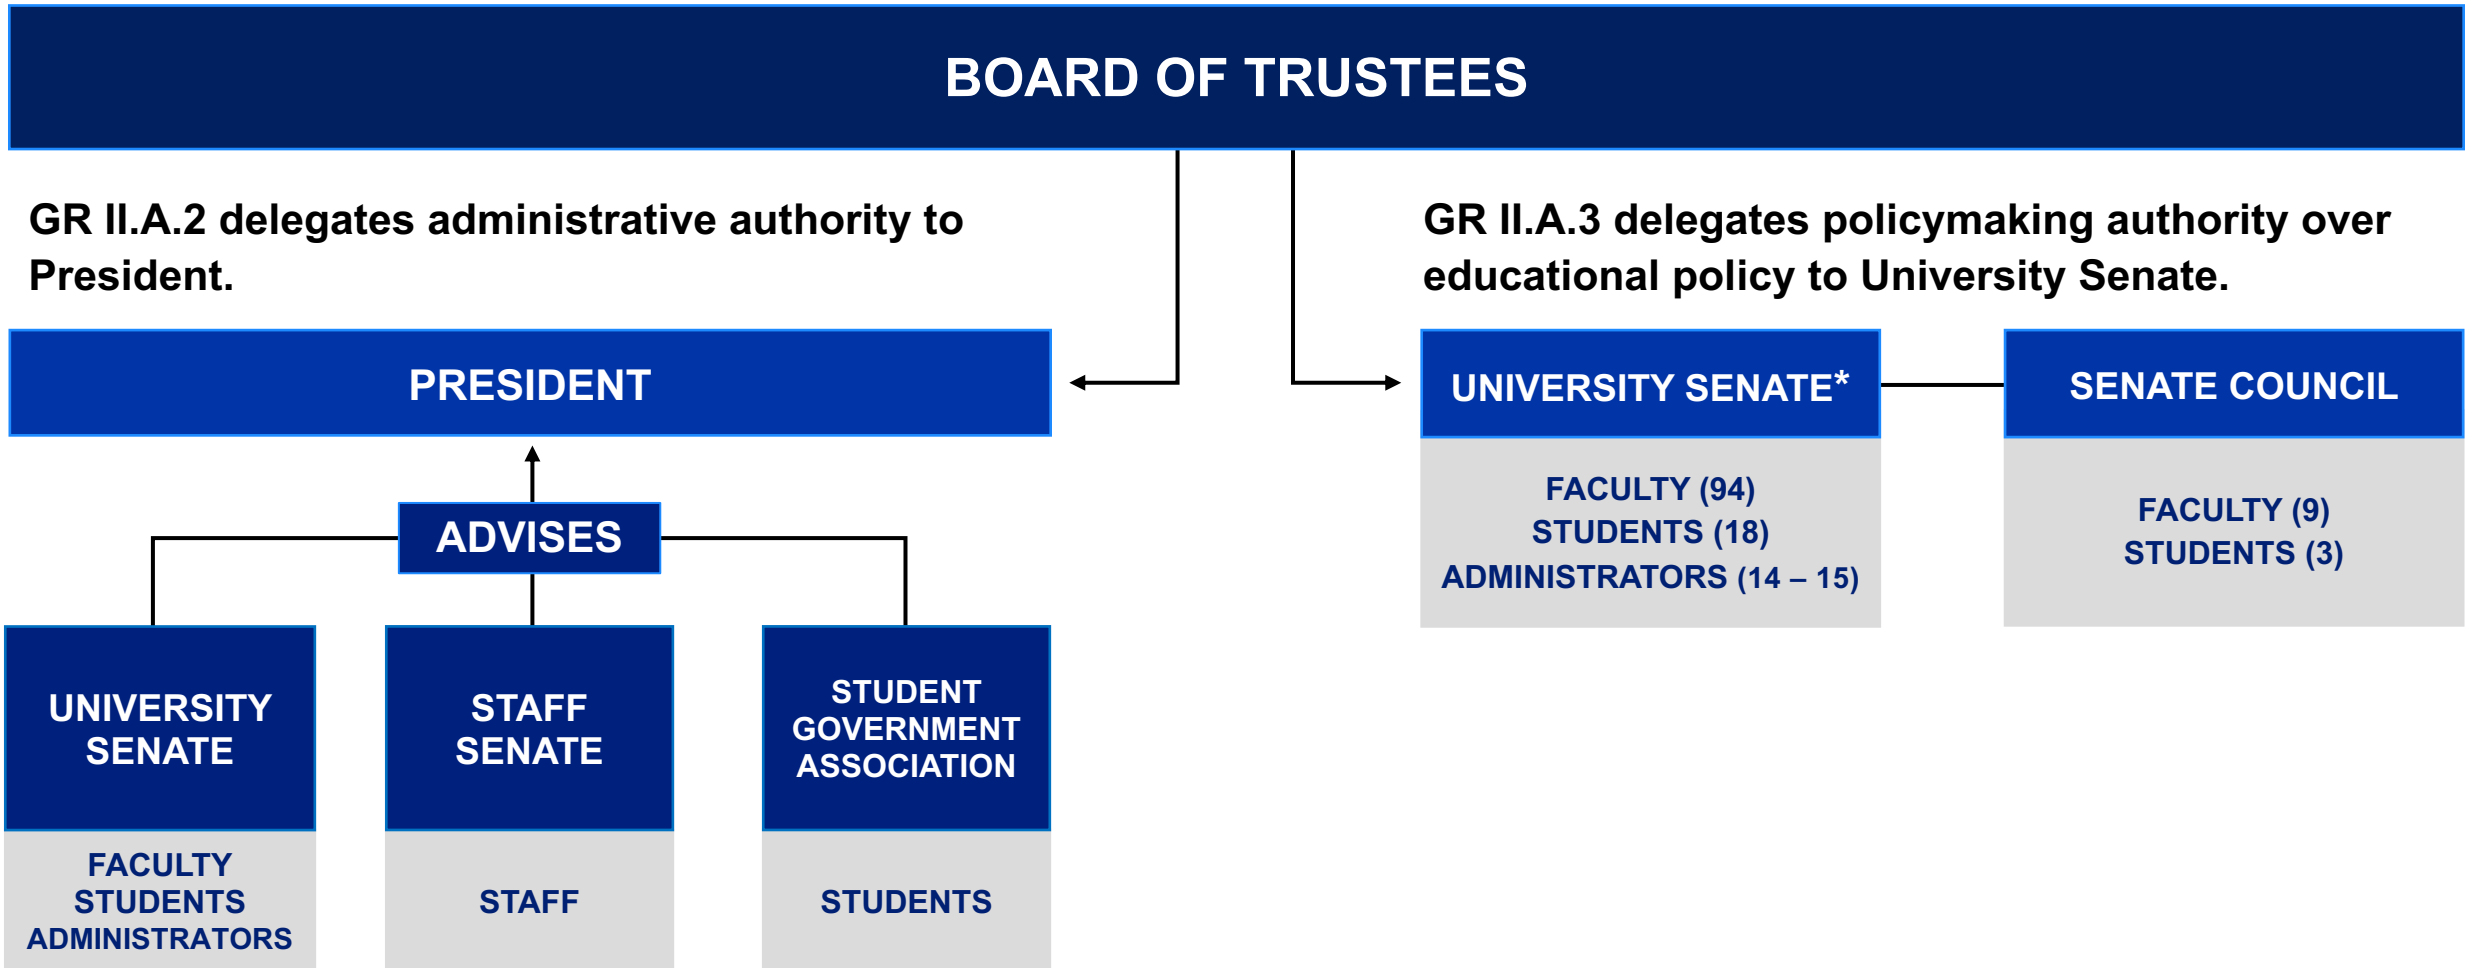 BOARD OF TRUSTEES
GR II.A.2 delegates administrative authority to
President.
GR II.A.3 delegates policymaking authority over
educational policy to University Senate.
PRESIDENT
UNIVERSITY SENATE*
SENATE COUNCIL
FACULTY (94)
STUDENTS (18)
ADMINISTRATORS (14 – 15)
FACULTY (9)
STUDENTS (3)
ADVISES
UNIVERSITY
SENATE
STAFF
SENATE
STUDENT
GOVERNMENT
ASSOCIATION
FACULTY
STUDENTS
ADMINISTRATORS
STAFF
STUDENTS